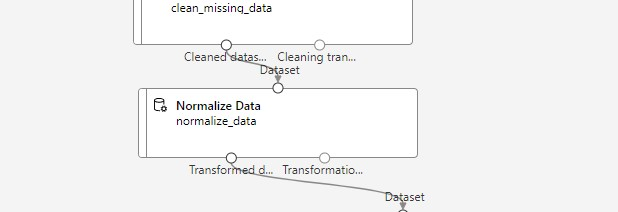 clean_missing_data
Cleaned datas... Cleaning tran...
Dataset
Normalize Data
normalize_data
Transformed d... Transformatio...
Dataset